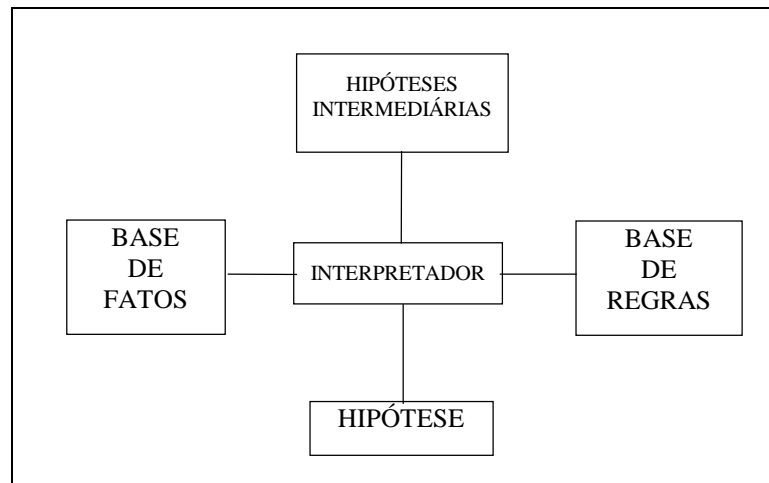 HIPÓTESES
INTERMEDIÁRIAS
BASE
DE
FATOS
INTERPRETADOR
BASE
DE
REGRAS
HIPÓTESE